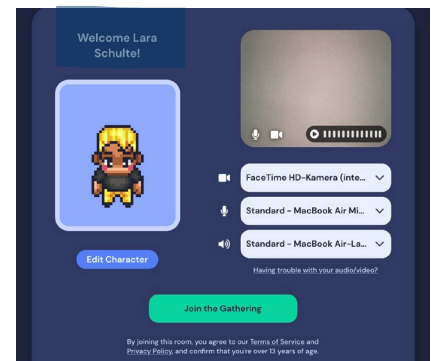 Welcome Lara
Schulte!
FaceTime HD-Kamera (inte...
Standard - MacBook Air Mi...
Standard - MacBook Air-La...
Edit Character
Having trouble with your audio/video?
Join the Gathering
By joining this room, you agree to our Terms of Service and
Privacy Policy, and confirm that you're over 13 years of age.